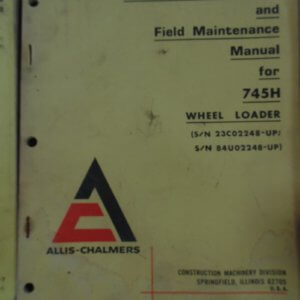 and
Field Maintenance
Manual
for
745H
WHEEL LOADER
(S/N 23C02248-UP;
S/N 84U02248-UP)
ALLIS-CHALMERS
CONSTRUCTION MACHINERY DIVISION
SPRINGFIELD, ILLINOIS 62705
U.S.A.